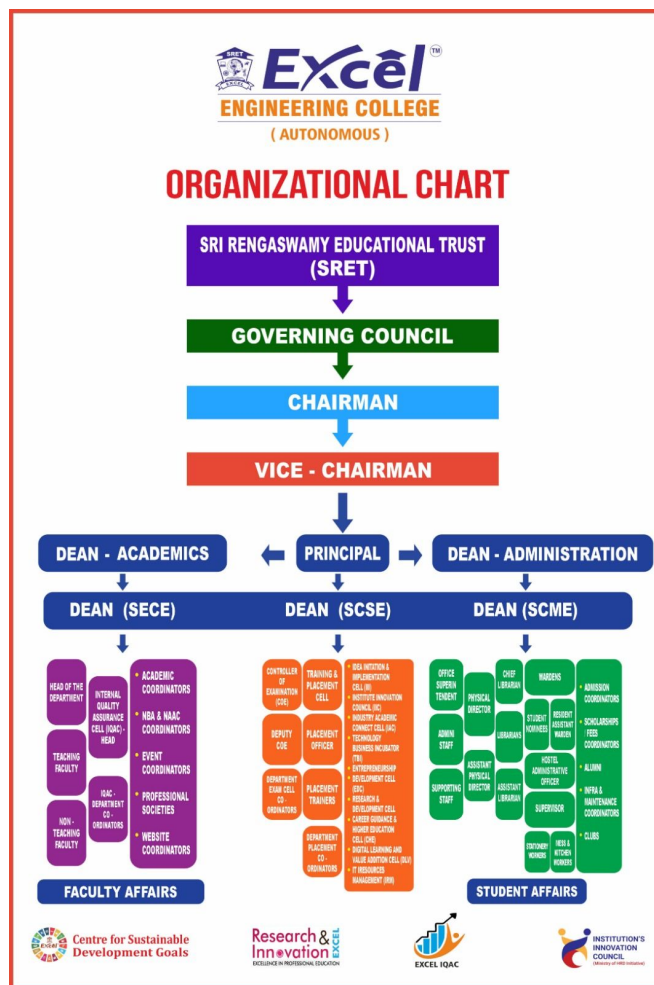 SRET
EXCEL
Excel TM
ENGINEERING COLLEGE
( AUTONOMOUS )
ORGANIZATIONAL CHART
SRI RENGASWAMY EDUCATIONAL TRUST
(SRET)
GOVERNING COUNCIL
CHAIRMAN
VICE - CHAIRMAN
DEAN - ACADEMICS
PRINCIPAL
DEAN - ADMINISTRATION
DEAN (SECE)
DEAN (SCSE)
DEAN (SCME)
HEAD OF THE
DEPARTMENT
TEACHING
FACULTY
NON -
TEACHING
FACULTY
INTERNAL
QUALITY
ASSURANCE
CELL (IQAC) -
HEAD
IQAC -
DEPARTMENT
CO -
ORDINATORS
• ACADEMIC
COORDINATORS
• NBA & NAAC
COORDINATORS
• EVENT
COORDINATORS
• PROFESSIONAL
SOCIETIES
• WEBSITE
COORDINATORS
FACULTY AFFAIRS
CONTROLLER
OF
EXAMINATION
(COE)
DEPUTY
COE
DEPARTMENT
EXAM CELL
CO -
ORDINATORS
TRAINING &
PLACEMENT
CELL
PLACEMENT
OFFICER
PLACEMENT
TRAINERS
DEPARTMENT
PLACEMENT
CO -
ORDINATORS
• IDEA INITATION &
IMPLEMENTATION
CELL (III)
• INSTITUTE INNOVATION
COUNCIL (IIC)
• INDUSTRY ACADEMIC
CONNECT CELL (IAC)
• TECHNOLOGY
BUSINESS INCUBATOR
(TBI)
• ENTREPRENEURSHIP
• DEVELOPMENT CELL
(EDC)
• RESEARCH &
DEVELOPMENT CELL
• CAREER GUIDANCE &
HIGHER EDUCATION
CELL (CHE)
• DIGITAL LEARNING AND
VALUE ADDITION CELL (DLV)
• IT (RESOURCES
MANAGEMENT (IRM)
OFFICE
SUPERIN
TENDENT
ADMINI
STAFF
SUPPORTING
STAFF
PHYSICAL
DIRECTOR
ASSISTANT
PHYSICAL
DIRECTOR
CHIEF
LIBRARIAN
LIBRARIANS
ASSISTANT
LIBRARIAN
WARDENS
STUDENT
NOMINEES
RESIDENT
ASSISTANT
WARDEN
HOSTEL
ADMINISTRATIVE
OFFICER
SUPERVISOR
STATIONERY
WORKERS
MESS &
KITCHEN
WORKERS
• ADMISSION
COORDINATORS
• SCHOLARSHIPS
/ FEES
COORDINATORS
• ALUMNI
• INFRA &
MAINTENANCE
COORDINATORS
• CLUBS
STUDENT AFFAIRS
Excel
Centre for Sustainable
Development Goals
Research &
Innovation
EXCEL
EXCELLENCE IN PROFESSIONAL EDUCATION
EXCEL IQAC
INSTITUTION'S
INNOVATION
COUNCIL
(Ministry of HRD Initiative)